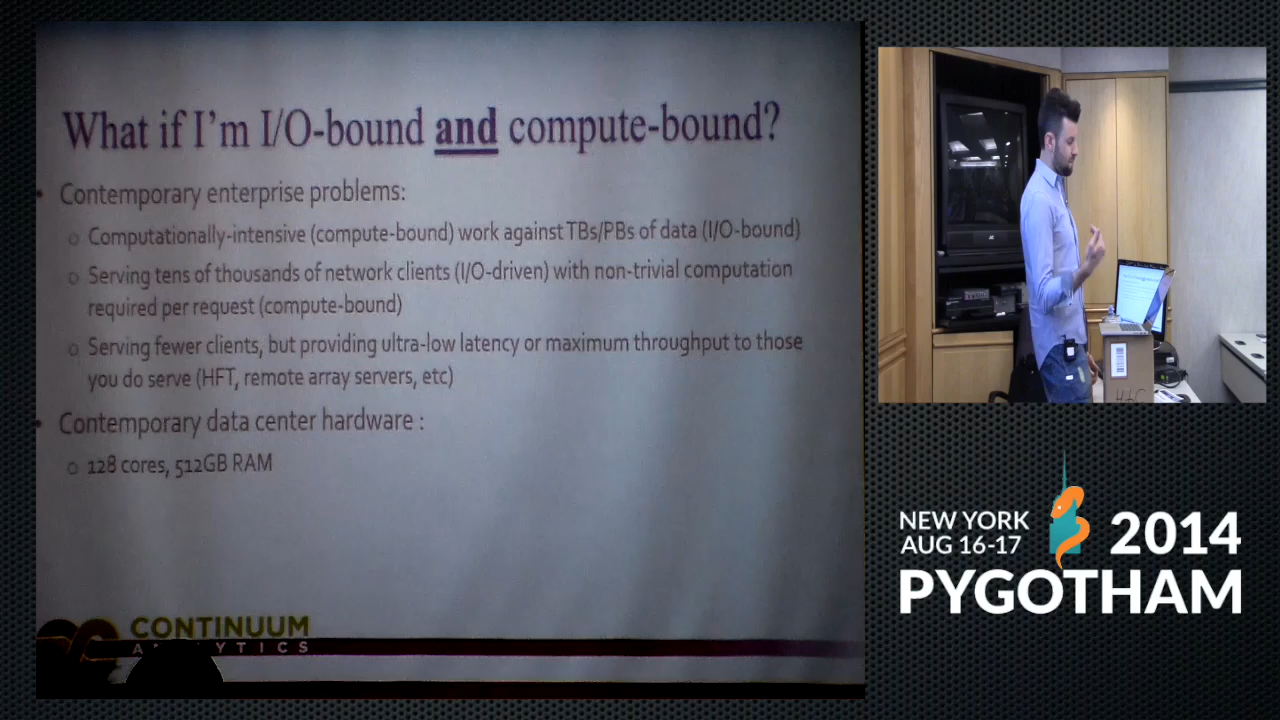 What if I'm I/O-bound and compute-bound?
Contemporary enterprise problems:
Computationally-intensive (compute-bound) work against TBs/PBs of data (I/O-bound)
Serving tens of thousands of network clients (I/O-driven) with non-trivial computation
required per request (compute-bound)
Serving fewer clients, but providing ultra-low latency or maximum throughput to those
you do serve (HFT, remote array servers, etc)
Contemporary data center hardware :
128 cores, 512GB RAM
CONTINUUM
NEW YORK
AUG 16-17
2014
PYGOTHAM